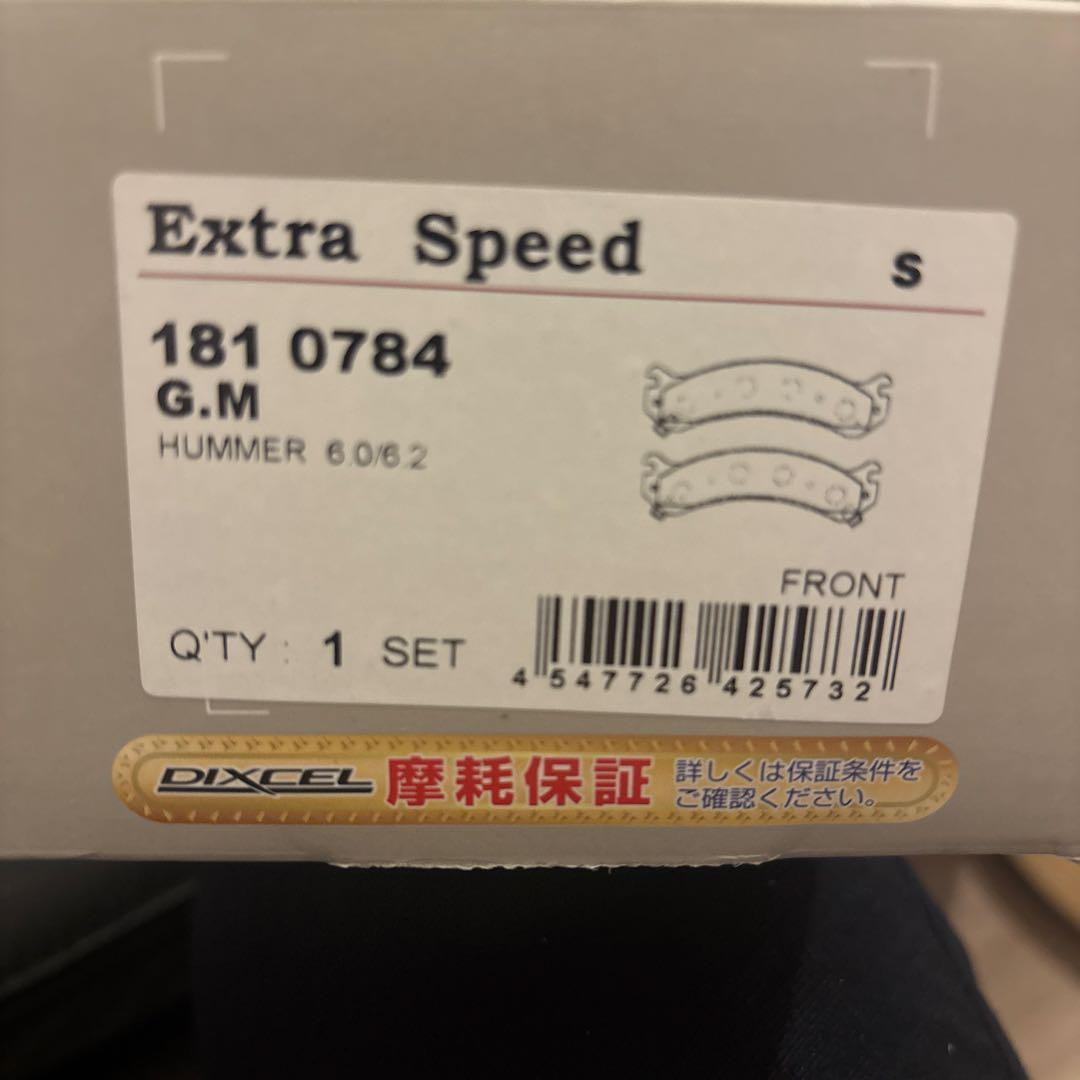 Extra Speed s
181 0784
G.M
HUMMER 6.0/6.2
FRONT
Q'TY : 1 SET
4 547726 425732
DIXCEL 摩耗保証 詳しくは保証条件を
ご確認ください。